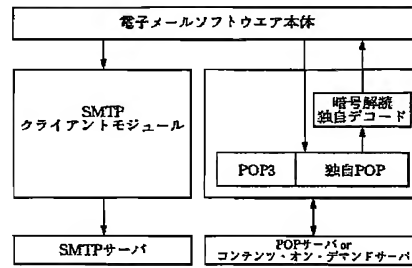 電子メールソフトウエア本体
SMTP
クライアントモジュール
暗号解読
独自デコード
POP3
独自POP
SMTPサーバ
POPサーバ or
コンテンツ・オン・デマンドサーバ